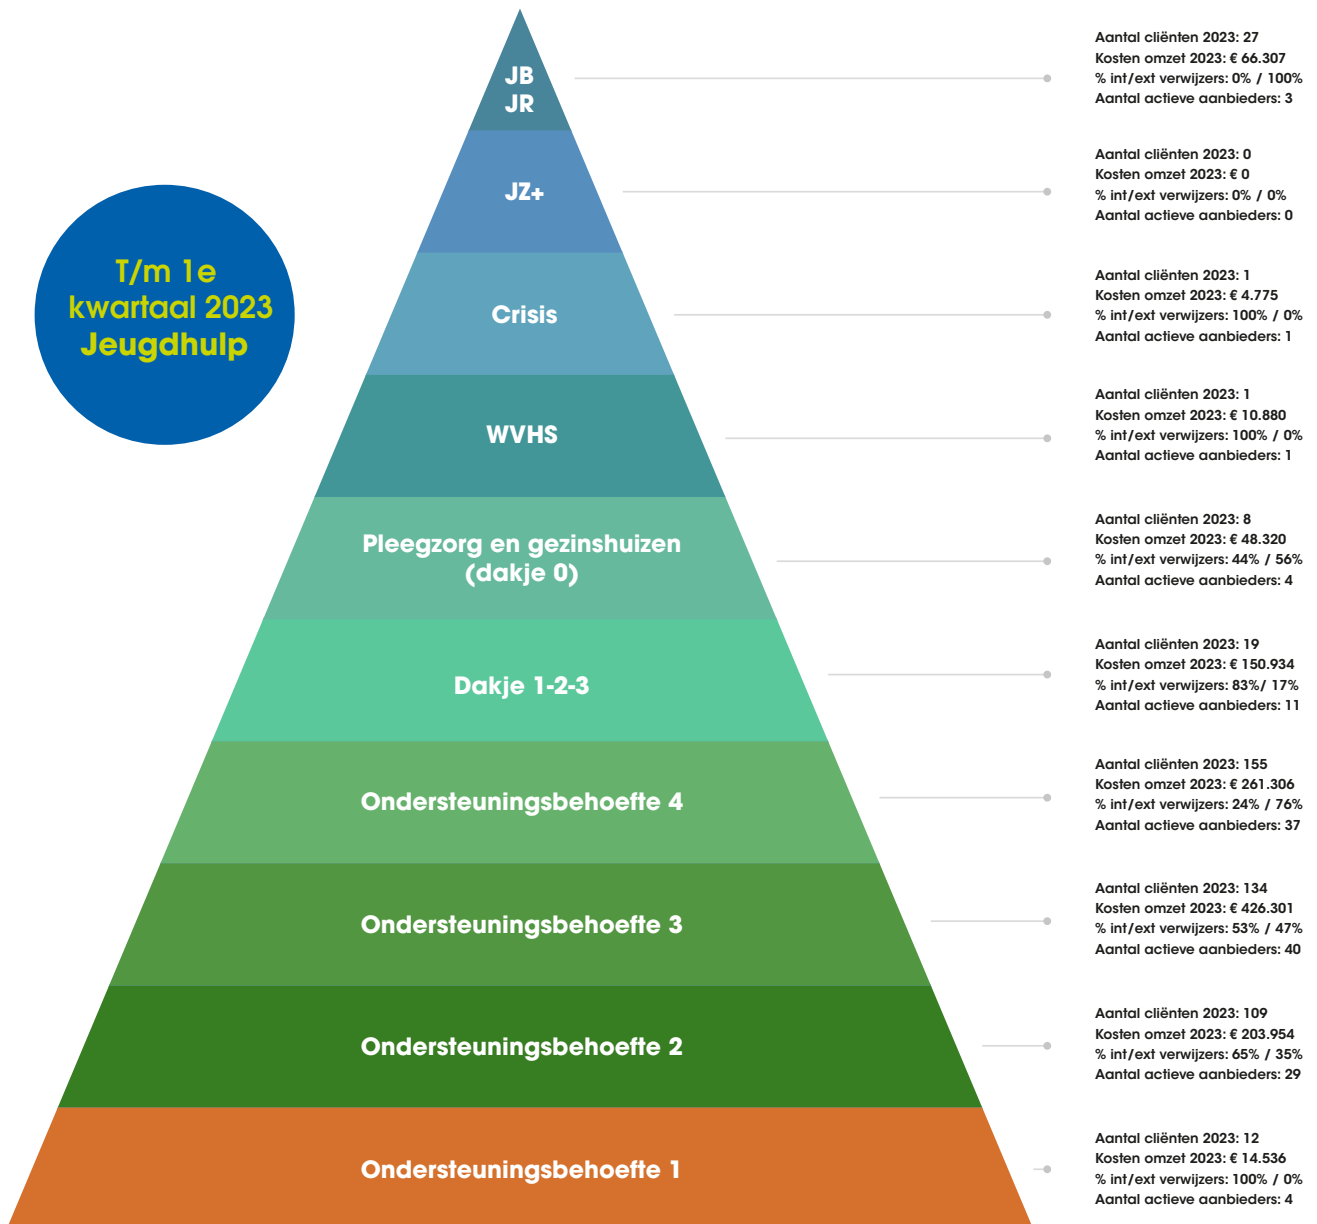 JB
JR
Aantal cliënten 2023: 27
Kosten omzet 2023: € 66.307
% int/ext verwijzers: 0% / 100%
Aantal actieve aanbieders: 3
JZ+
Aantal cliënten 2023: 0
Kosten omzet 2023: € 0
% int/ext verwijzers: 0% / 0%
Aantal actieve aanbieders: 0
T/m 1e
kwartaal 2023
Jeugdhulp
Crisis
Aantal cliënten 2023: 1
Kosten omzet 2023: € 4.775
% int/ext verwijzers: 100% / 0%
Aantal actieve aanbieders: 1
WVHS
Aantal cliënten 2023: 1
Kosten omzet 2023: € 10.880
% int/ext verwijzers: 100% / 0%
Aantal actieve aanbieders: 1
Pleegzorg en gezinshuizen
(dakje 0)
Aantal cliënten 2023: 8
Kosten omzet 2023: € 48.320
% int/ext verwijzers: 44% / 56%
Aantal actieve aanbieders: 4
Dakje 1-2-3
Aantal cliënten 2023: 19
Kosten omzet 2023: € 150.934
% int/ext verwijzers: 83%/ 17%
Aantal actieve aanbieders: 11
Ondersteuningsbehoefte 4
Aantal cliënten 2023: 155
Kosten omzet 2023: € 261.306
% int/ext verwijzers: 24% / 76%
Aantal actieve aanbieders: 37
Ondersteuningsbehoefte 3
Aantal cliënten 2023: 134
Kosten omzet 2023: € 426.301
% int/ext verwijzers: 53% / 47%
Aantal actieve aanbieders: 40
Ondersteuningsbehoefte 2
Aantal cliënten 2023: 109
Kosten omzet 2023: € 203.954
% int/ext verwijzers: 65% / 35%
Aantal actieve aanbieders: 29
Ondersteuningsbehoefte 1
Aantal cliënten 2023: 12
Kosten omzet 2023: € 14.536
% int/ext verwijzers: 100% / 0%
Aantal actieve aanbieders: 4